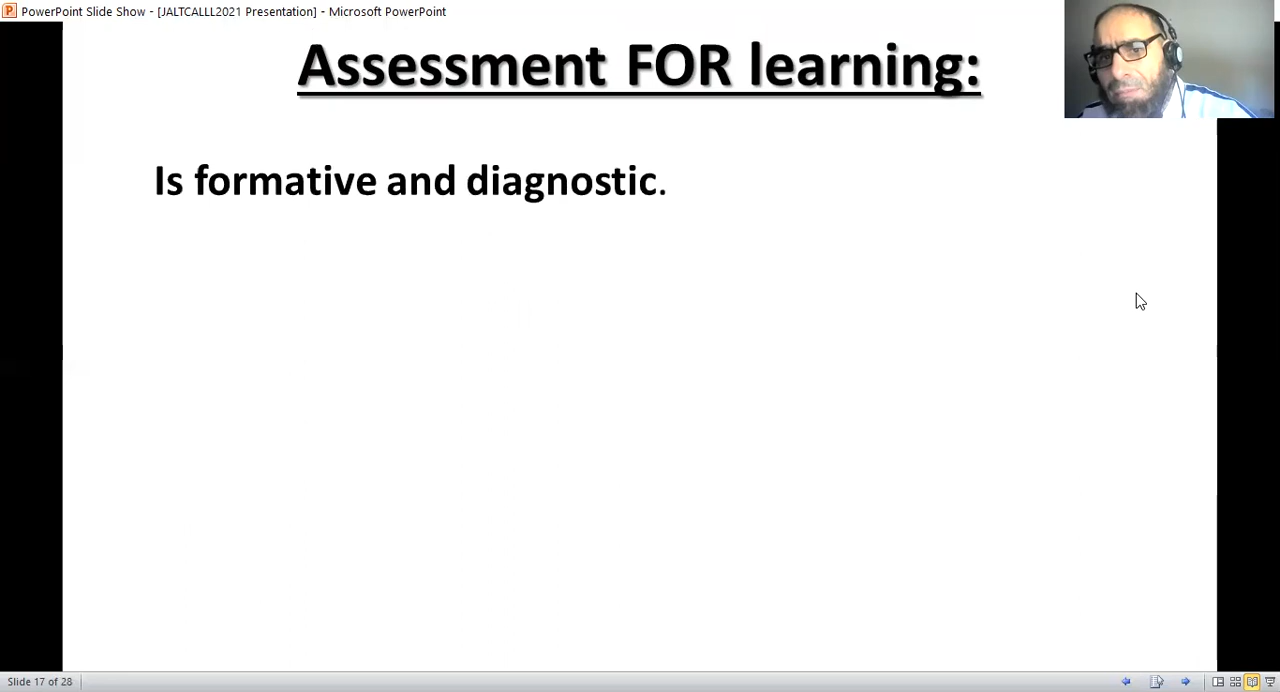 PowerPoint Slide Show - [JALTCALLL2021 Presentation] - Microsoft PowerPoint
Assessment FOR learning:
Is formative and diagnostic.
Slide 17 of 28